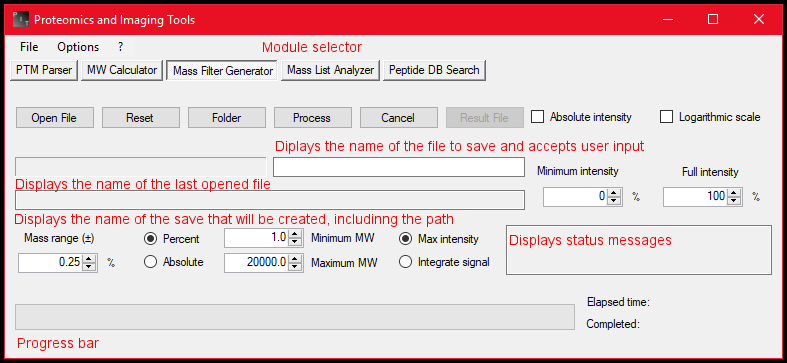 Proteomics and Imaging Tools
File Options ?
Module selector
PTM Parser MW Calculator Mass Filter Generator Mass List Analyzer Peptide DB Search
Open File Reset Folder Process Cancel Result File Absolute intensity Logarithmic scale
Diplays the name of the file to save and accepts user input
Minimum intensity Full intensity
Displays the name of the last opened file
0 % 100 %
Displays the name of the save that will be created, includinng the path
Mass range (±) Percent 1.0 Minimum MW Max intensity
Displays status messages
0.25 % Absolute 20000.0 Maximum MW Integrate signal
Elapsed time:
Completed:
Progress bar